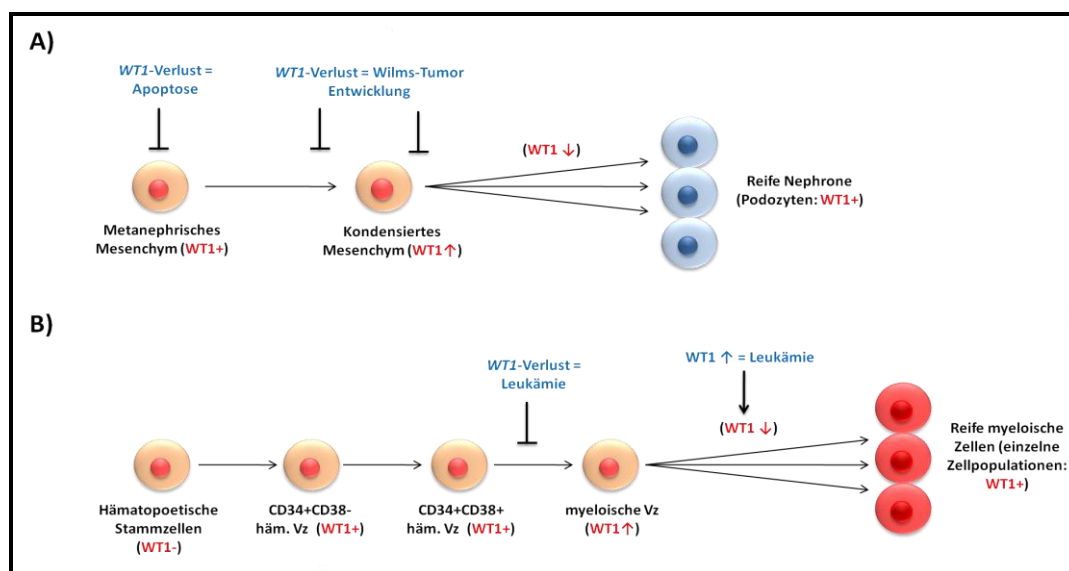 A)
WT1-Verlust =
Apoptose
WT1-Verlust = Wilms-Tumor
Entwicklung
(WT1 ↓)
Metanephrisches
Mesenchym (WT1+)
Kondensiertes
Mesenchym (WT1↑)
Reife Nephrone
(Podozyten: WT1+)
B)
WT1-Verlust =
Leukämie
WT1 ↑ = Leukämie
(WT1 ↓)
Hämatopoetische
Stammzellen
(WT1-)
CD34+CD38-
häm. Vz (WT1+)
CD34+CD38+
häm. Vz (WT1+)
myeloische Vz
(WT1↑)
Reife myeloische
Zellen (einzelne
Zellpopulationen:
WT1+)